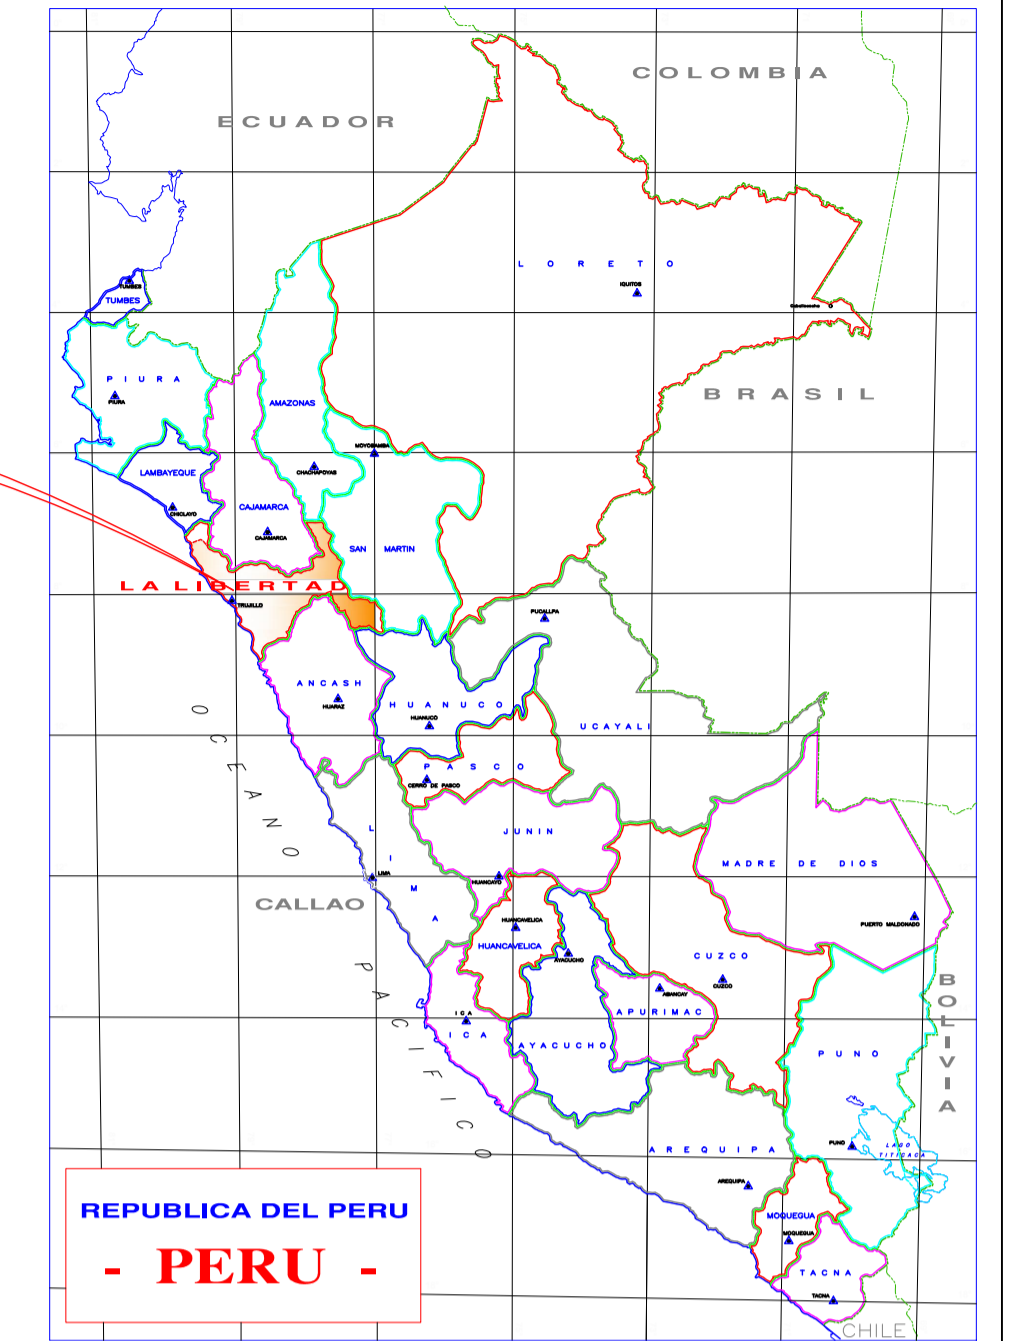 COLOMBIA
ECUADOR
LORETO
IQUITOS
TUMBES
TUMBES
Caballococha
PIURA
PIURA
BRASIL
AMAZONAS
MOYOBAMBA
CHACHAPOYAS
LAMBAYEQUE
CHICLAYO
CAJAMARCA
CAJAMARCA
SAN MARTIN
LA LIBERTAD
TRUJILLO
PUCALLPA
ANCASH
HUARAZ
HUANUCO
HUANUCO
UCAYALI
PASCO
CERRO DE PASCO
OCEANO PACIFICO
JUNIN
LIMA
LIMA
MADRE DE DIOS
HUANCAYO
CALLAO
HUANCAVELICA
HUANCAVELICA
PUERTO MALDONADO
AYACUCHO
CUZCO
CUZCO
ABANCAY
APURIMAC
BOLIVIA
ICA
ICA
AYACUCHO
PUNO
PUNO
LAGO
TITICACA
AREQUIPA
AREQUIPA
MOQUEGUA
MOQUEGUA
TACNA
TACNA
CHILE
REPUBLICA DEL PERU
- PERU -